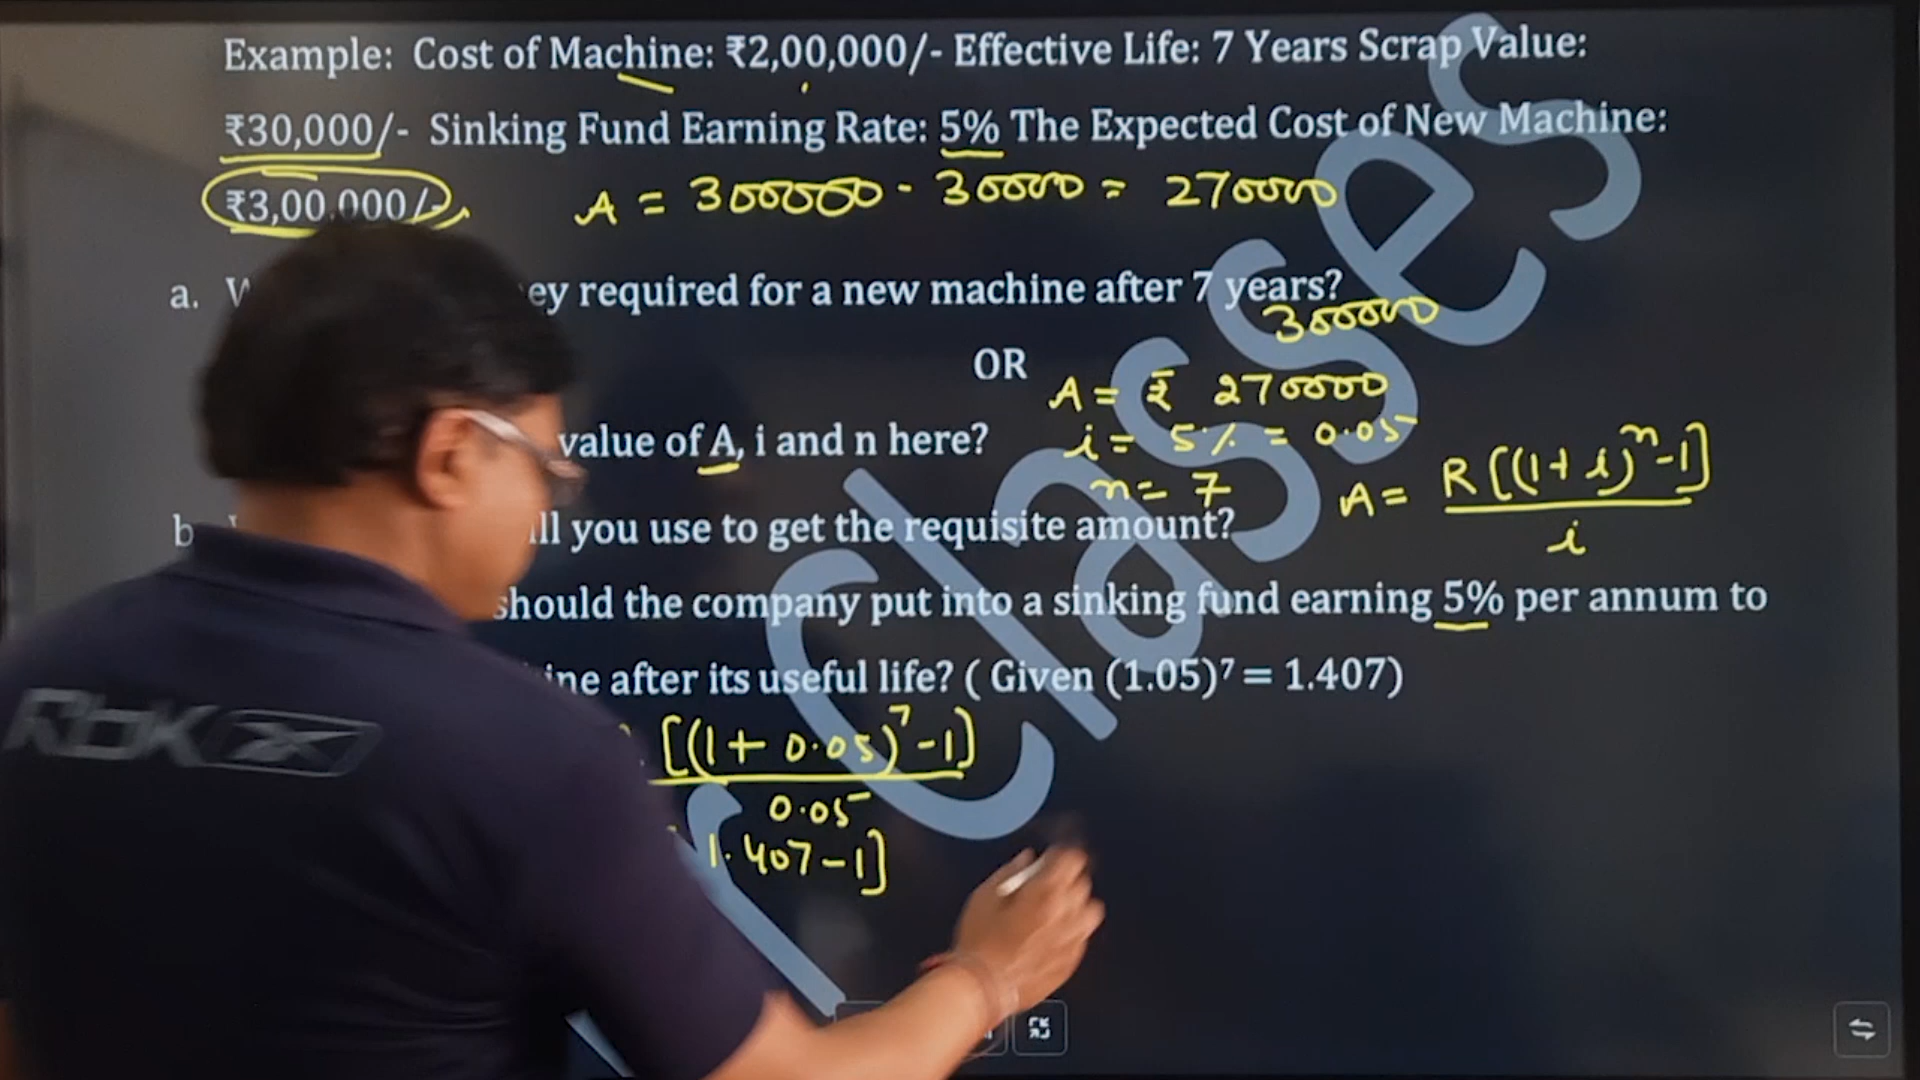 Example: Cost of Machine: ₹2,00,000/- Effective Life: 7 Years Scrap Value:
₹30,000/- Sinking Fund Earning Rate: 5% The Expected Cost of New Machine:
₹3,00,000/-
A = 300000 - 30000 = 270000
a. required for a new machine after 7 years?
300000
OR
A = ₹ 270000
value of A, i and n here?
i = 5% = 0.05
n = 7
A = R[(1+i)ⁿ-1]
i
b you use to get the requisite amount?
should the company put into a sinking fund earning 5% per annum to
after its useful life? ( Given (1.05)⁷ = 1.407)
[(1+0.05)⁷-1]
0.05
1.407-1]
classes
RbK